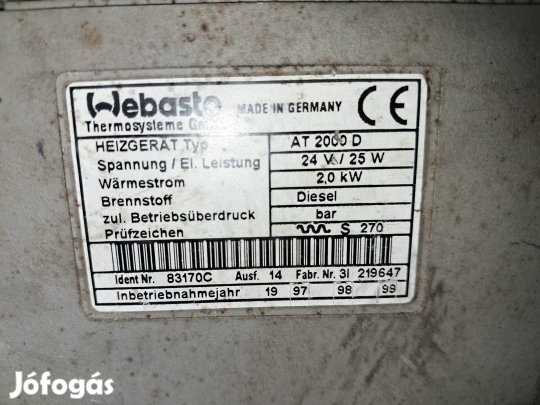 Webasto MADE IN GERMANY CE
Thermosysteme GmbH
HEIZGERÄT Typ AT 2000 D
Spannung / El. Leistung 24 V / 25 W
Wärmestrom 2,0 kW
Brennstoff Diesel
zul. Betriebsüberdruck bar
Prüfzeichen S 270
Ident Nr. 83170C Ausf. 14 Fabr. Nr. 3I 219647
Inbetriebnahmejahr 19 97 98 99
Jófogás